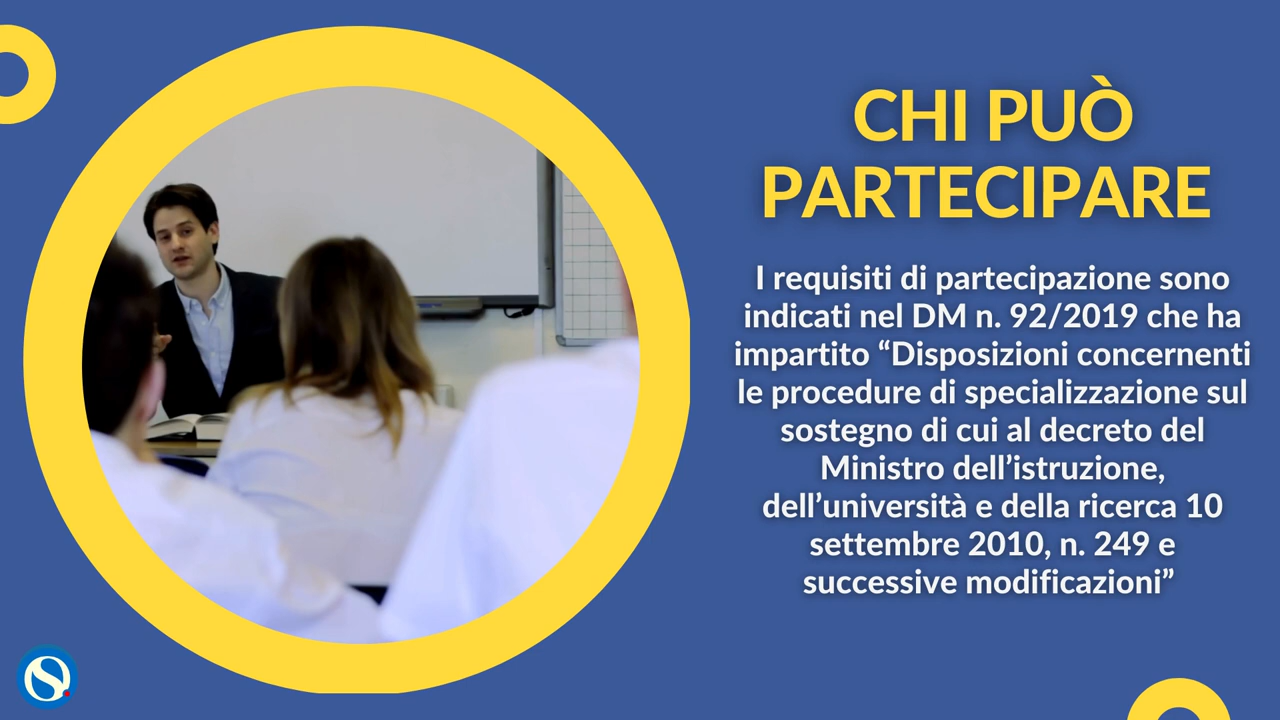 CHI PUÒ
PARTECIPARE
I requisiti di partecipazione sono
indicati nel DM n. 92/2019 che ha
impartito “Disposizioni concernenti
le procedure di specializzazione sul
sostegno di cui al decreto del
Ministro dell’istruzione,
dell’università e della ricerca 10
settembre 2010, n. 249 e
successive modificazioni”
S